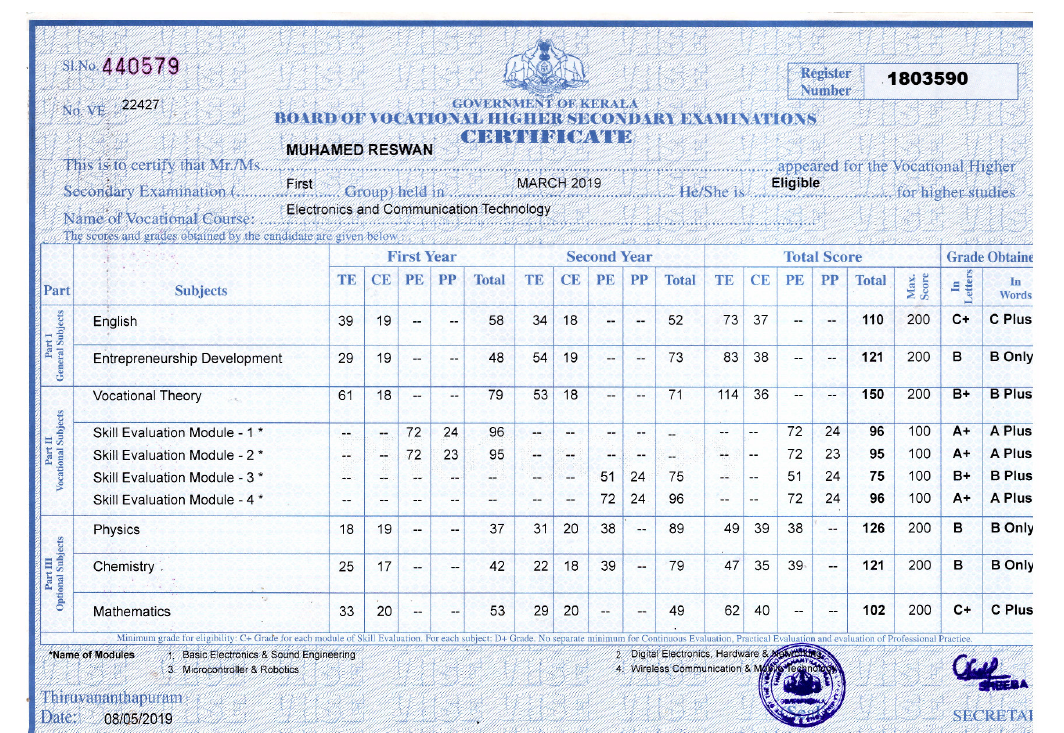 Sl.No. 440579
Register Number 1803590
No. VE 22427
GOVERNMENT OF KERALA
BOARD OF VOCATIONAL HIGHER SECONDARY EXAMINATIONS
CERTIFICATE
This is to certify that Mr./Ms. MUHAMED RESWAN appeared for the Vocational Higher
Secondary Examination ( First Group) held in MARCH 2019 He/She is Eligible for higher studies
Name of Vocational Course: Electronics and Communication Technology
The scores and grades obtained by the candidate are given below :
Part Subjects First Year Second Year Total Score Grade Obtaine
TE CE PE PP Total TE CE PE PP Total TE CE PE PP Total Max. Score In Letters In Words
Part I General Subjects
English 39 19 -- -- 58 34 18 -- -- 52 73 37 -- -- 110 200 C+ C Plus
Entrepreneurship Development 29 19 -- -- 48 54 19 -- -- 73 83 38 -- -- 121 200 B B Only
Part II Vocational Subjects
Vocational Theory 61 18 -- -- 79 53 18 -- -- 71 114 36 -- -- 150 200 B+ B Plus
Skill Evaluation Module - 1 * -- -- 72 24 96 -- -- -- -- -- -- -- 72 24 96 100 A+ A Plus
Skill Evaluation Module - 2 * -- -- 72 23 95 -- -- -- -- -- -- -- 72 23 95 100 A+ A Plus
Skill Evaluation Module - 3 * -- -- -- -- -- -- -- 51 24 75 -- -- 51 24 75 100 B+ B Plus
Skill Evaluation Module - 4 * -- -- -- -- -- -- -- 72 24 96 -- -- 72 24 96 100 A+ A Plus
Part III Optional Subjects
Physics 18 19 -- -- 37 31 20 38 -- 89 49 39 38 -- 126 200 B B Only
Chemistry 25 17 -- -- 42 22 18 39 -- 79 47 35 39 -- 121 200 B B Only
Mathematics 33 20 -- -- 53 29 20 -- -- 49 62 40 -- -- 102 200 C+ C Plus
Minimum grade for eligibility: C+ Grade for each module of Skill Evaluation. For each subject: D+ Grade. No separate minimum for Continuous Evaluation, Practical Evaluation and evaluation of Professional Practice.
*Name of Modules 1. Basic Electronics & Sound Engineering 2. Digital Electronics, Hardware &
3. Microcontroller & Robotics 4. Wireless Communication &
SHEEBA
Thiruvananthapuram
Date: 08/05/2019
SECRETAR